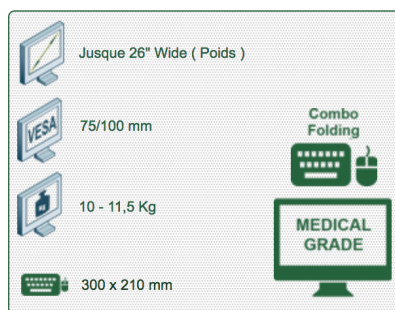 Jusque 26" Wide ( Poids )
VESA
75/100 mm
KG
10 - 11,5 Kg
300 x 210 mm
Combo
Folding
MEDICAL
GRADE